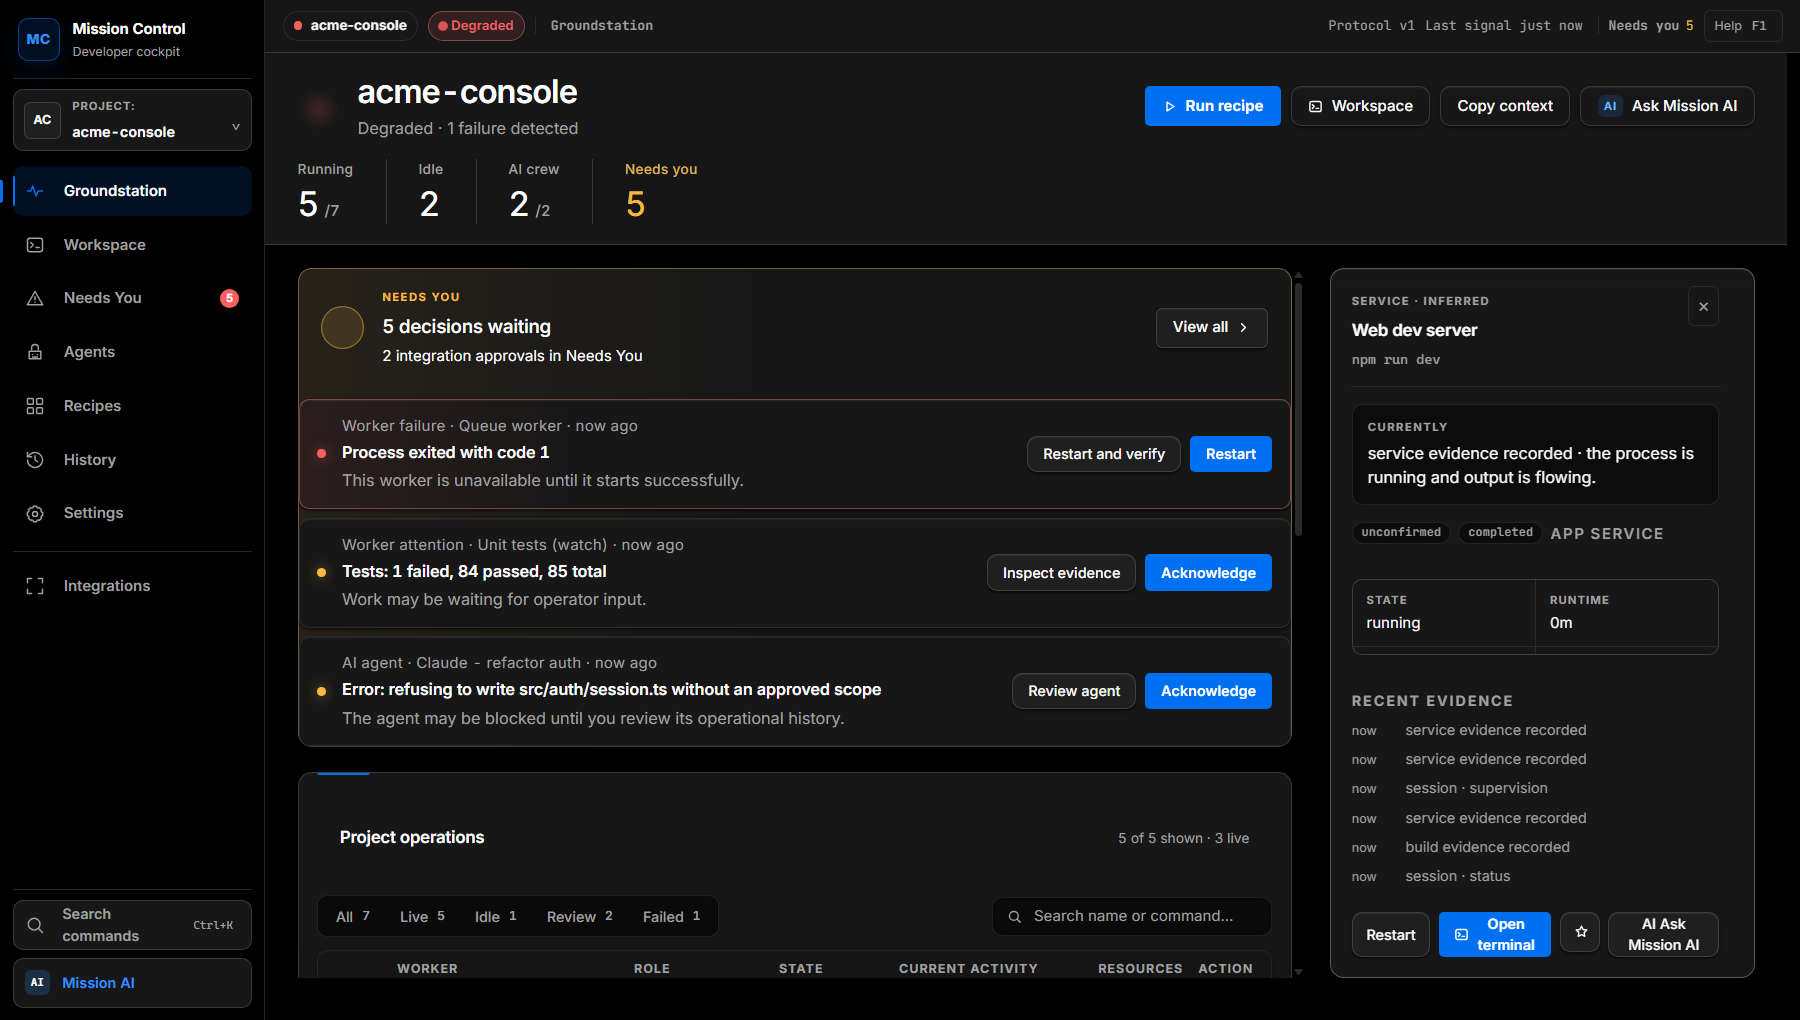 MC
Mission Control
Developer cockpit
AC
PROJECT:
acme-console
Groundstation
Workspace
Needs You
5
Agents
Recipes
History
Settings
Integrations
Search
commands
Ctrl+K
AI
Mission AI
acme-console
Degraded
Groundstation
Protocol v1
Last signal just now
Needs you 5
Help F1
acme-console
Degraded · 1 failure detected
Run recipe
Workspace
Copy context
AI Ask Mission AI
Running
5 /7
Idle
2
AI crew
2 /2
Needs you
5
NEEDS YOU
5 decisions waiting
2 integration approvals in Needs You
View all
Worker failure · Queue worker · now ago
Process exited with code 1
This worker is unavailable until it starts successfully.
Restart and verify
Restart
Worker attention · Unit tests (watch) · now ago
Tests: 1 failed, 84 passed, 85 total
Work may be waiting for operator input.
Inspect evidence
Acknowledge
AI agent · Claude - refactor auth · now ago
Error: refusing to write src/auth/session.ts without an approved scope
The agent may be blocked until you review its operational history.
Review agent
Acknowledge
Project operations
5 of 5 shown · 3 live
All 7
Live 5
Idle 1
Review 2
Failed 1
Search name or command...
WORKER
ROLE
STATE
CURRENT ACTIVITY
RESOURCES
ACTION
SERVICE · INFERRED
Web dev server
npm run dev
CURRENTLY
service evidence recorded · the process is
running and output is flowing.
unconfirmed
completed
APP SERVICE
STATE
running
RUNTIME
0m
RECENT EVIDENCE
now service evidence recorded
now service evidence recorded
now session · supervision
now service evidence recorded
now build evidence recorded
now session · status
Restart
Open
terminal
AI Ask
Mission AI